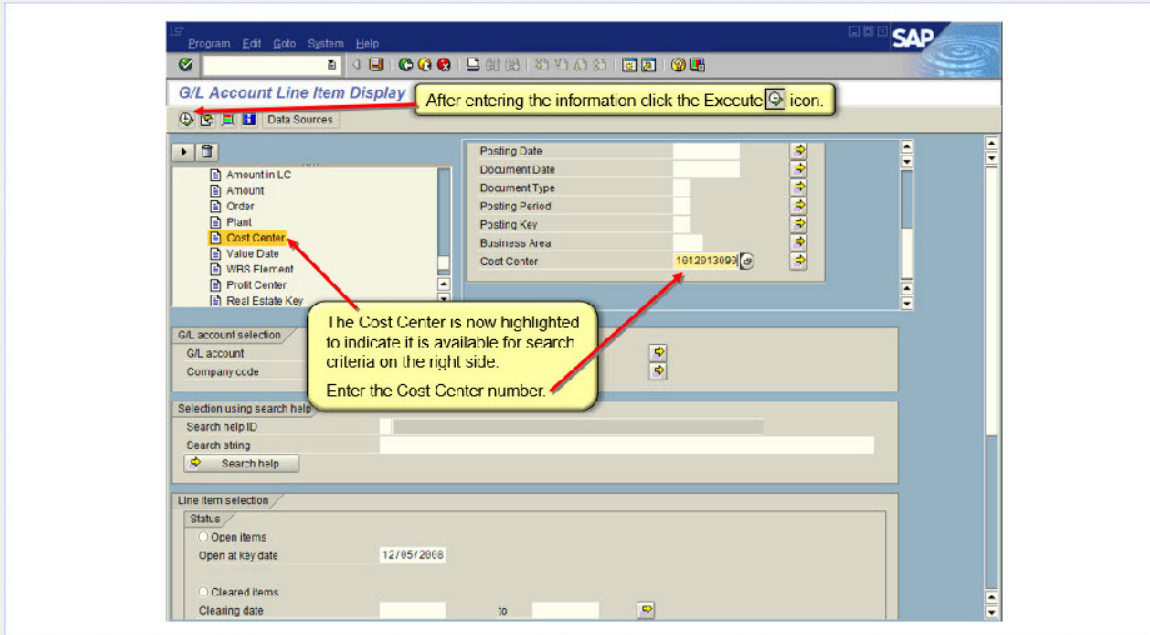 Program Edit Goto System Help
SAP
G/L Account Line Item Display
After entering the information click the Execute icon.
Data Sources
Amount in LC
Amount
Order
Plant
Cost Center
Value Date
WBS Element
Profit Center
Real Estate Key
Posting Date
Document Date
Document Type
Posting Period
Posting Key
Business Area
Cost Center
The Cost Center is now highlighted
to indicate it is available for search
criteria on the right side.
Enter the Cost Center number.
G/L account selection
G/L account
Company code
Selection using search help
Search help ID
Search string
Search help
Line item selection
Status
Open items
Open at key date 12/05/2008
Cleared items
Clearing date to